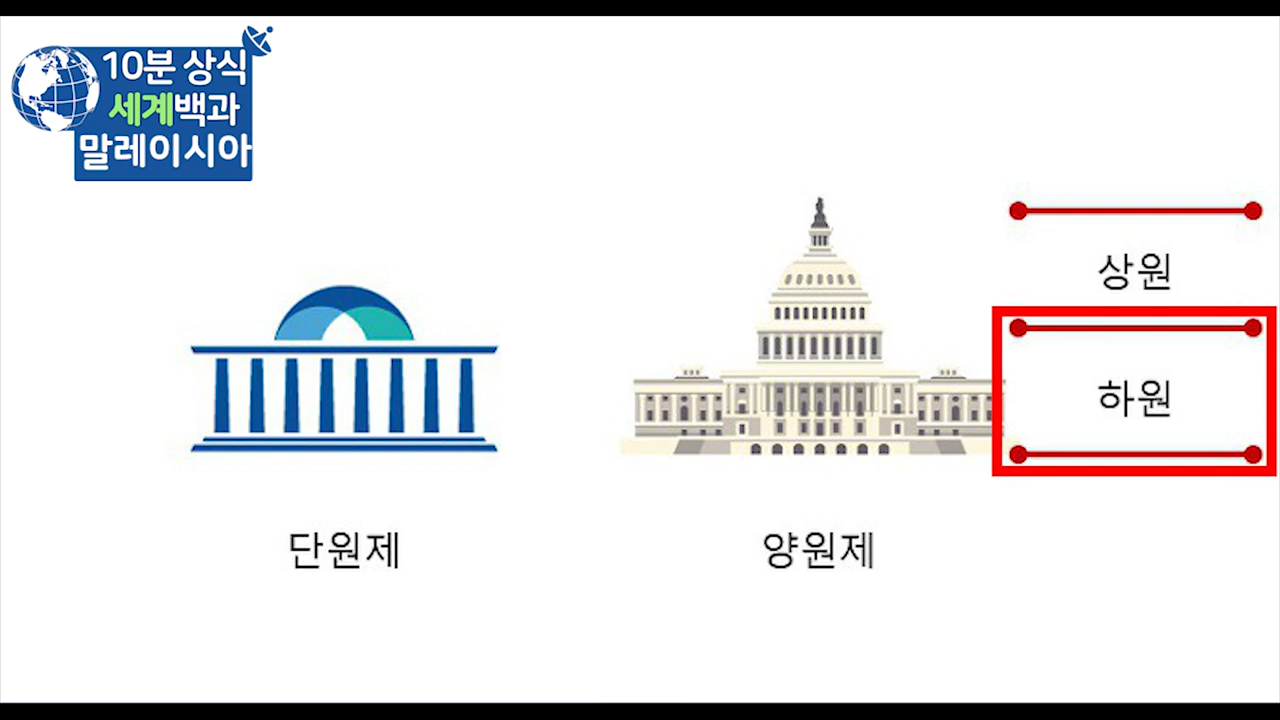 10분 상식
세계백과
말레이시아
상원
하원
단원제
양원제